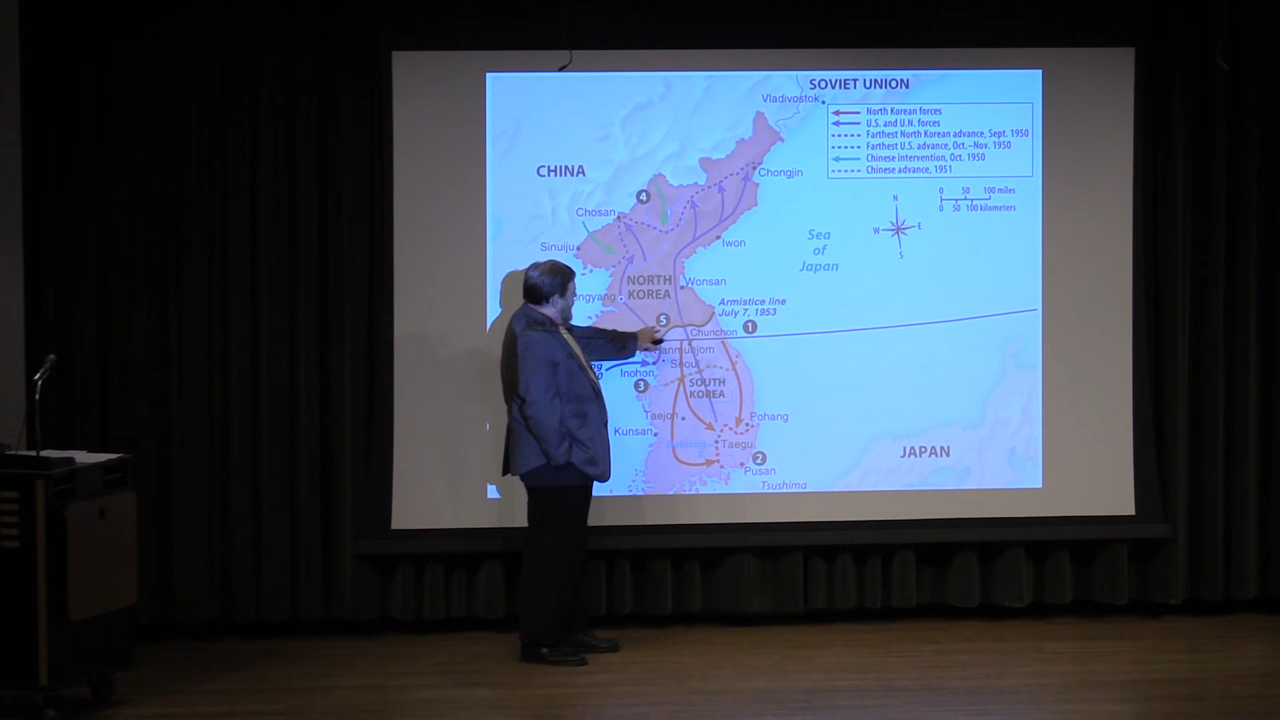 SOVIET UNION
Vladivostok
North Korean forces
U.S. and U.N. forces
Farthest North Korean advance, Sept. 1950
Farthest U.S. advance, Oct.–Nov. 1950
Chinese intervention, Oct. 1950
Chinese advance, 1951
CHINA
Chongjin
4
0 50 100 miles
0 50 100 kilometers
N
W E
S
Chosan
Sea
of
Japan
Iwon
Sinuiju
NORTH
KOREA
Wonsan
ongyang
Armistice line
July 7, 1953
5
Chunchon
1
anmunjom
Seoul
Inchon
3
SOUTH
KOREA
Taejon
Pohang
Kunsan
Taegu
JAPAN
2
Pusan
Tsushima